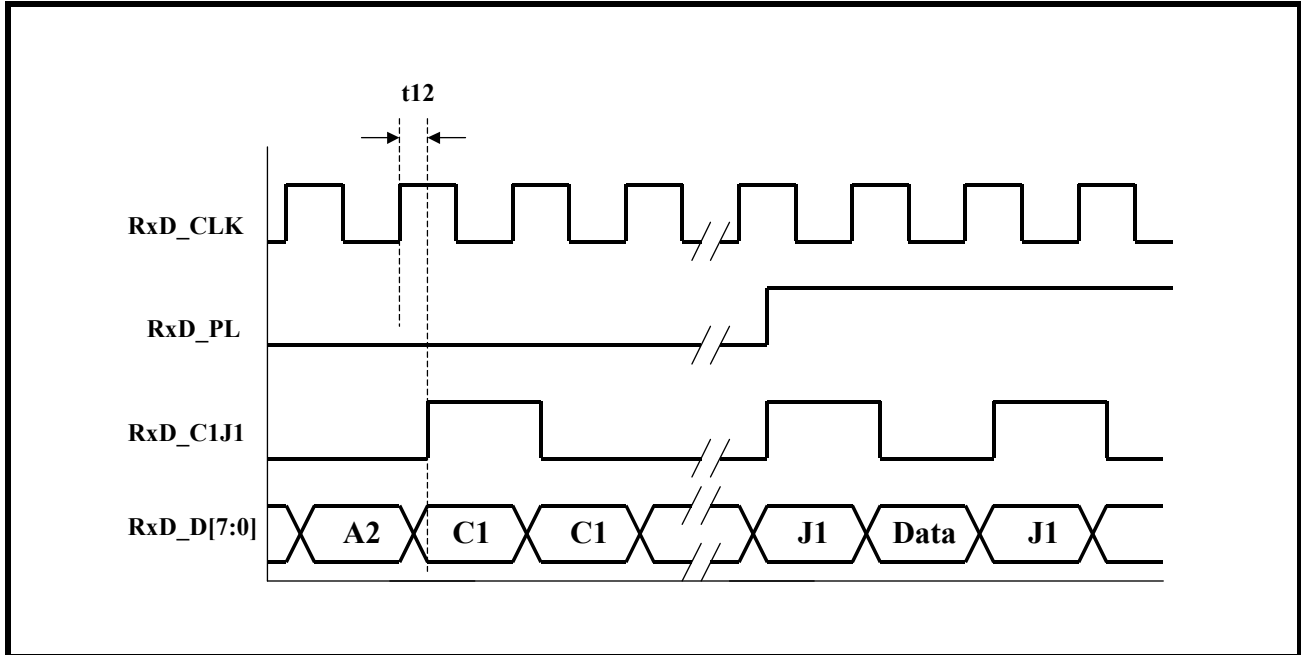 t12
RxD_CLK
RxD_PL
RxD_C1J1
RxD_D[7:0]
A2 C1 C1 J1 Data J1